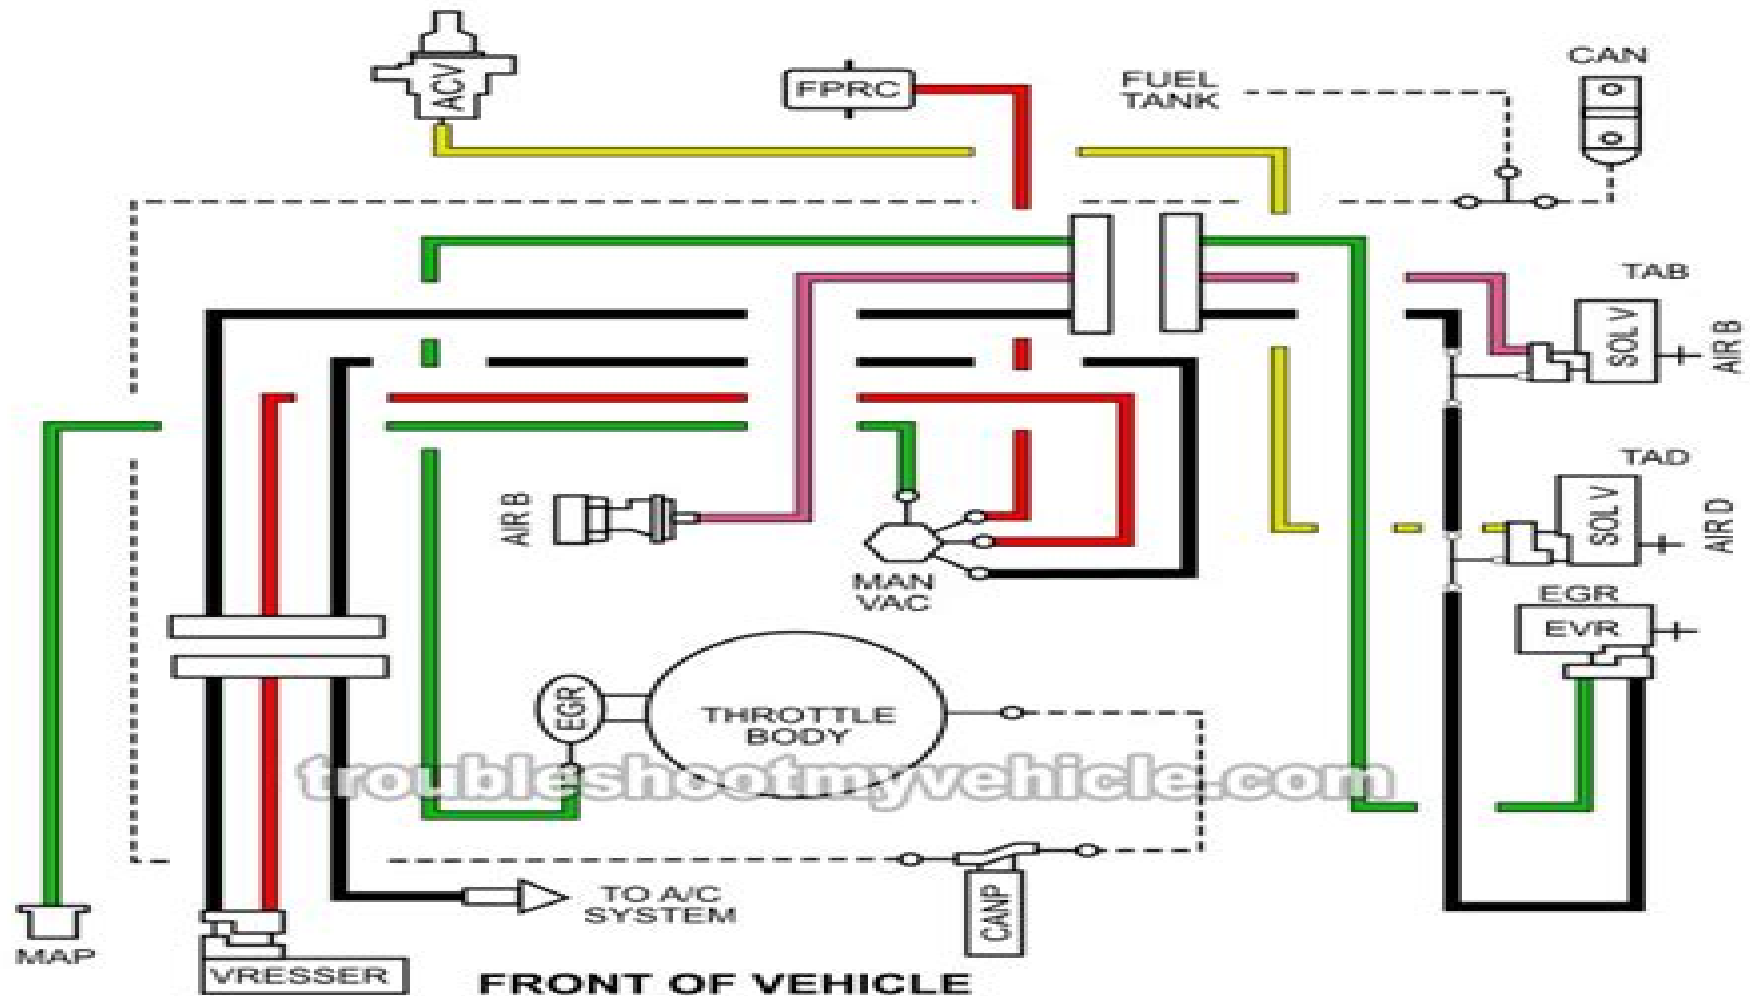 CAN
FUEL
TANK
ACV
FPRC
TAB
SOL V
AIR B
TAD
SOL V
AIR D
AIR B
MAN
VAC
EGR
EVR
EGR
THROTTLE
BODY
troubleshootmyvehicle.com
TO A/C
SYSTEM
CANP
MAP
VRESSER
FRONT OF VEHICLE